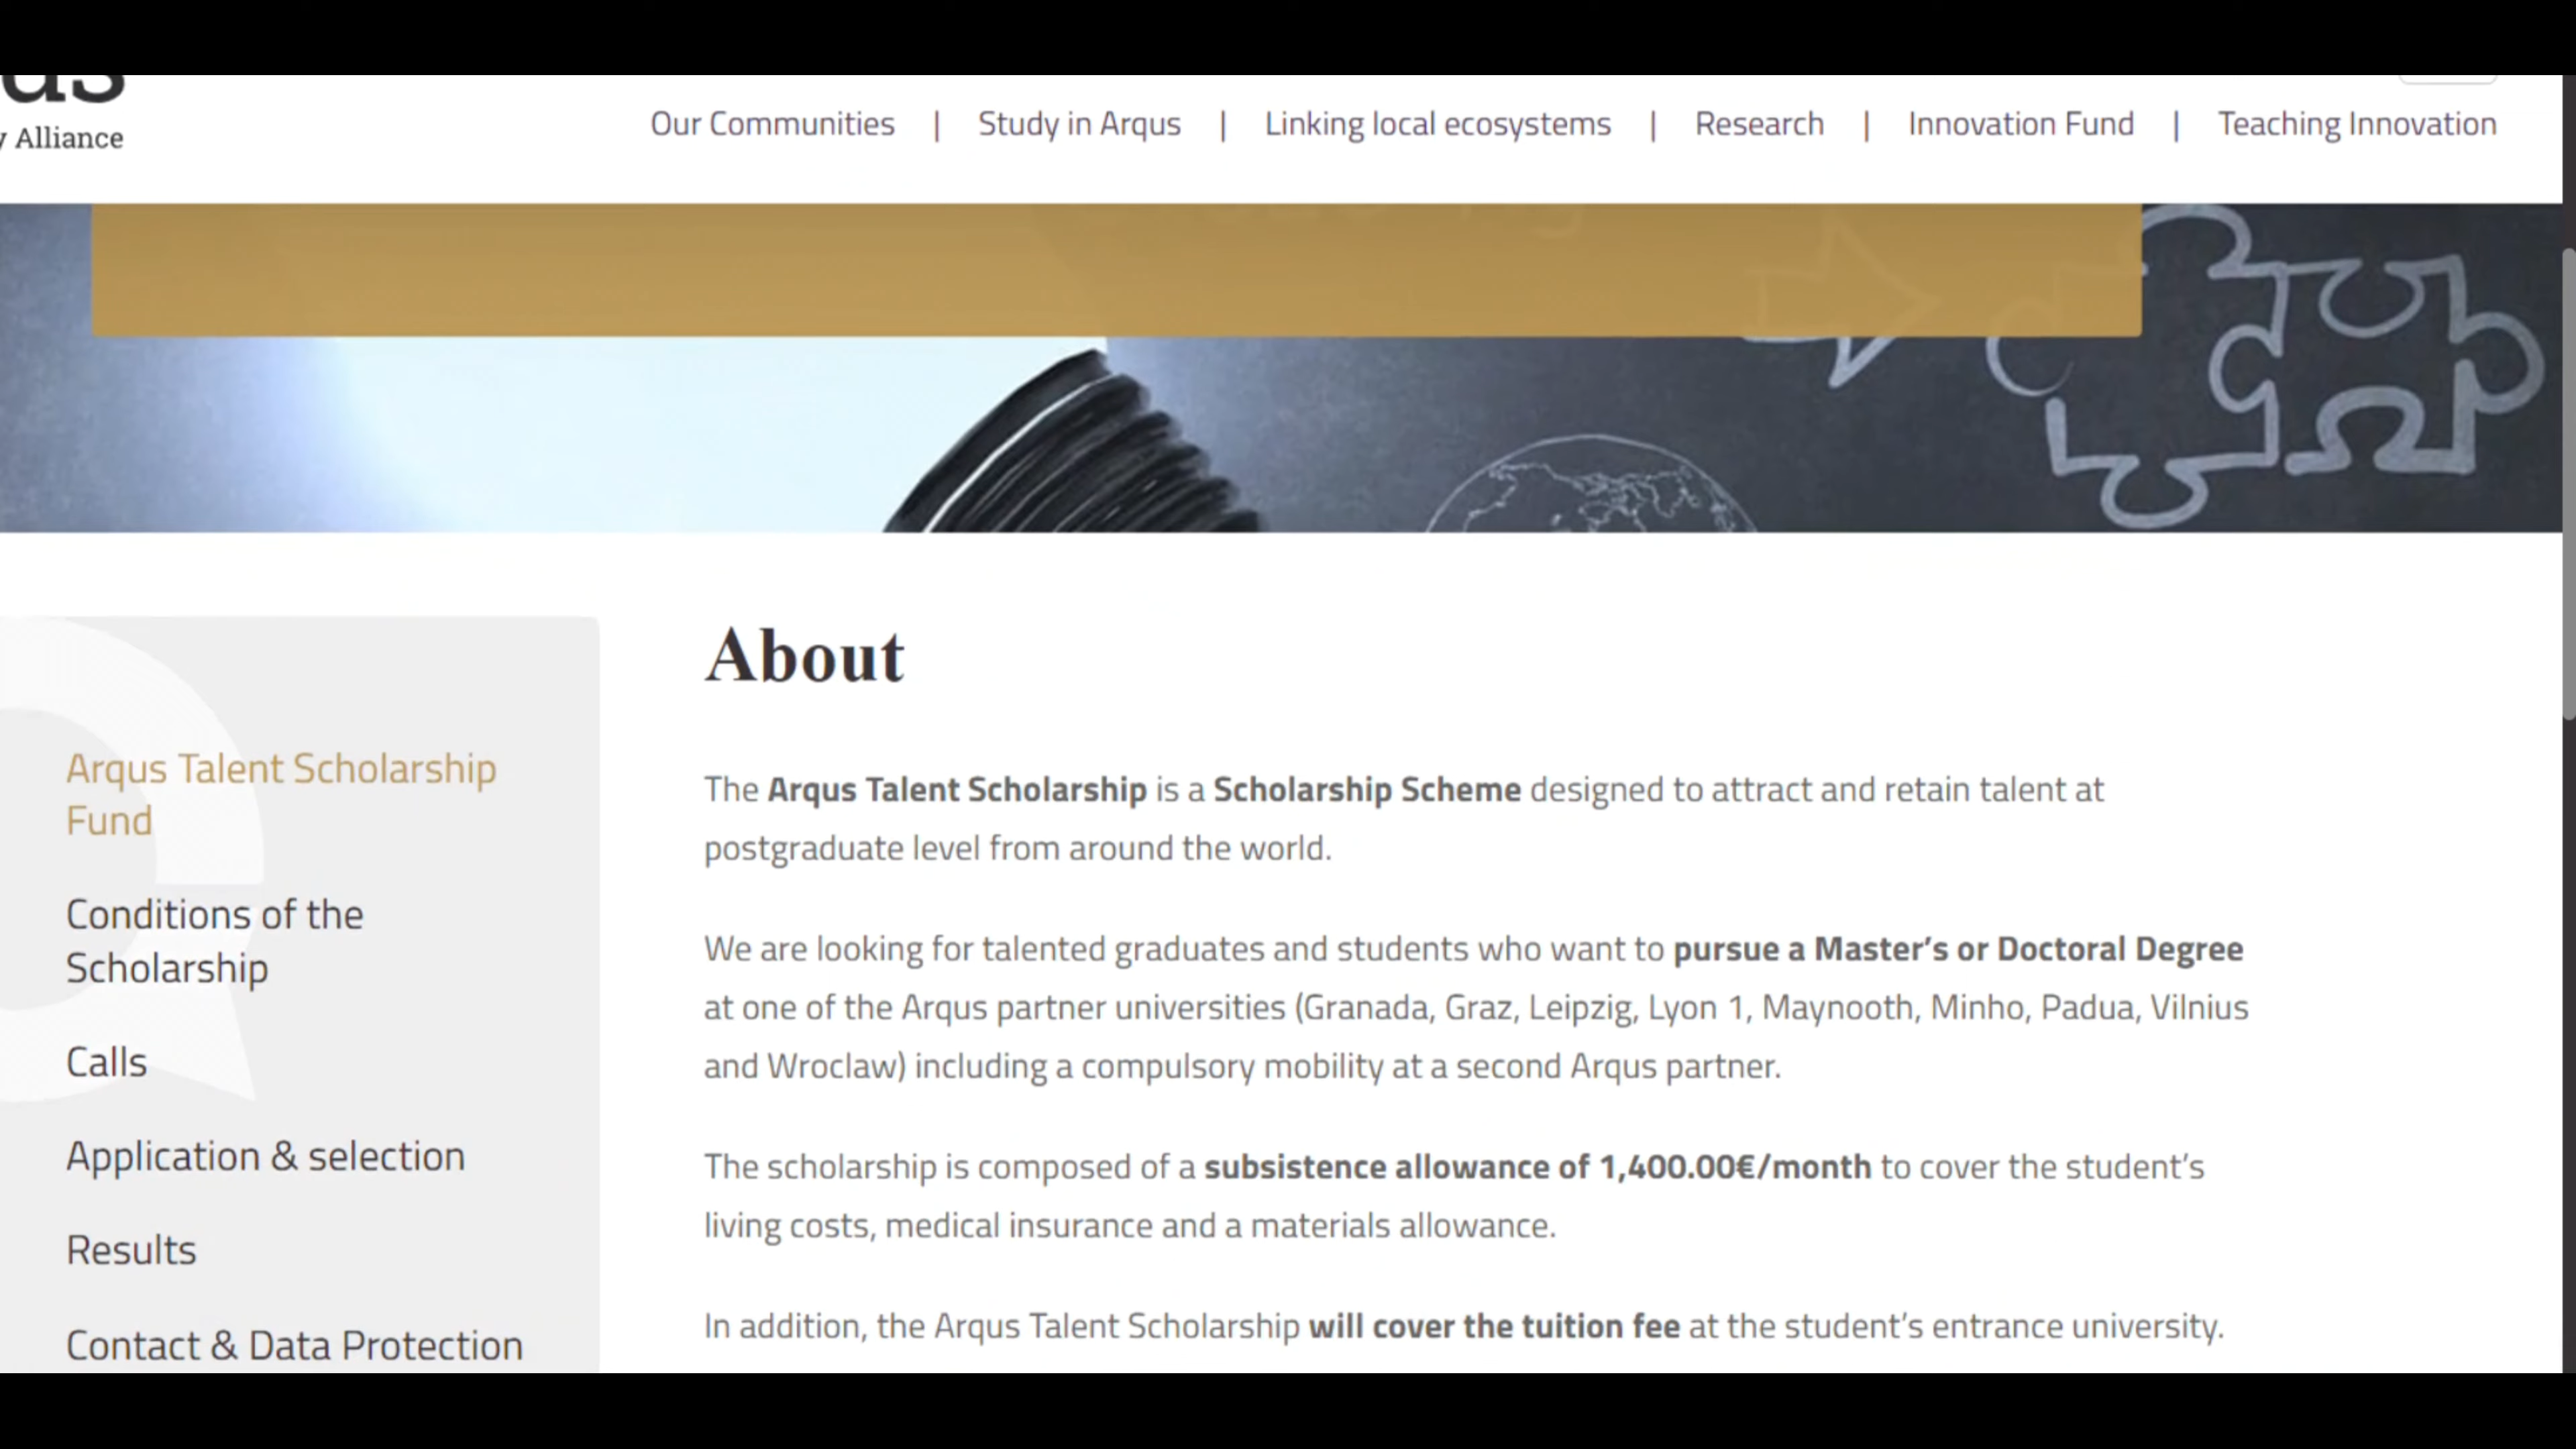 Alliance
Our Communities | Study in Arqus | Linking local ecosystems | Research | Innovation Fund | Teaching Innovation
About
Arqus Talent Scholarship
Fund
Conditions of the
Scholarship
Calls
Application & selection
Results
Contact & Data Protection
The Arqus Talent Scholarship is a Scholarship Scheme designed to attract and retain talent at
postgraduate level from around the world.
We are looking for talented graduates and students who want to pursue a Master's or Doctoral Degree
at one of the Arqus partner universities (Granada, Graz, Leipzig, Lyon 1, Maynooth, Minho, Padua, Vilnius
and Wroclaw) including a compulsory mobility at a second Arqus partner.
The scholarship is composed of a subsistence allowance of 1,400.00€/month to cover the student's
living costs, medical insurance and a materials allowance.
In addition, the Arqus Talent Scholarship will cover the tuition fee at the student's entrance university.